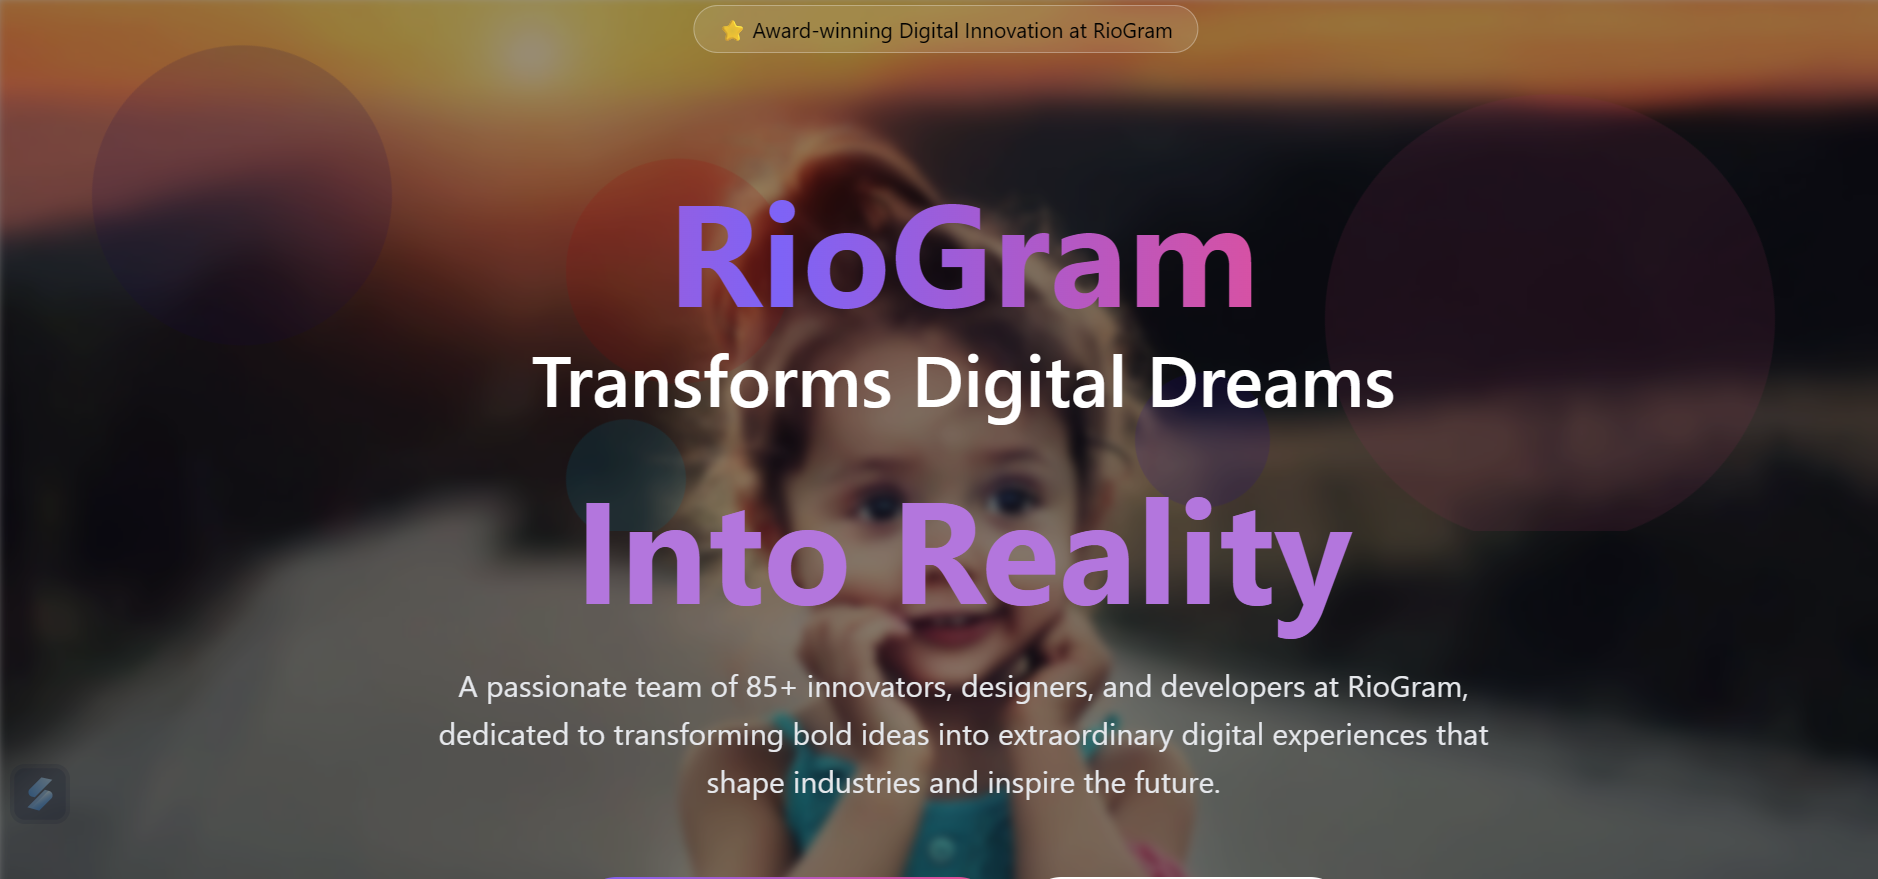 ⭐ Award-winning Digital Innovation at RioGram
RioGram
Transforms Digital Dreams
Into Reality
A passionate team of 85+ innovators, designers, and developers at RioGram,
dedicated to transforming bold ideas into extraordinary digital experiences that
shape industries and inspire the future.